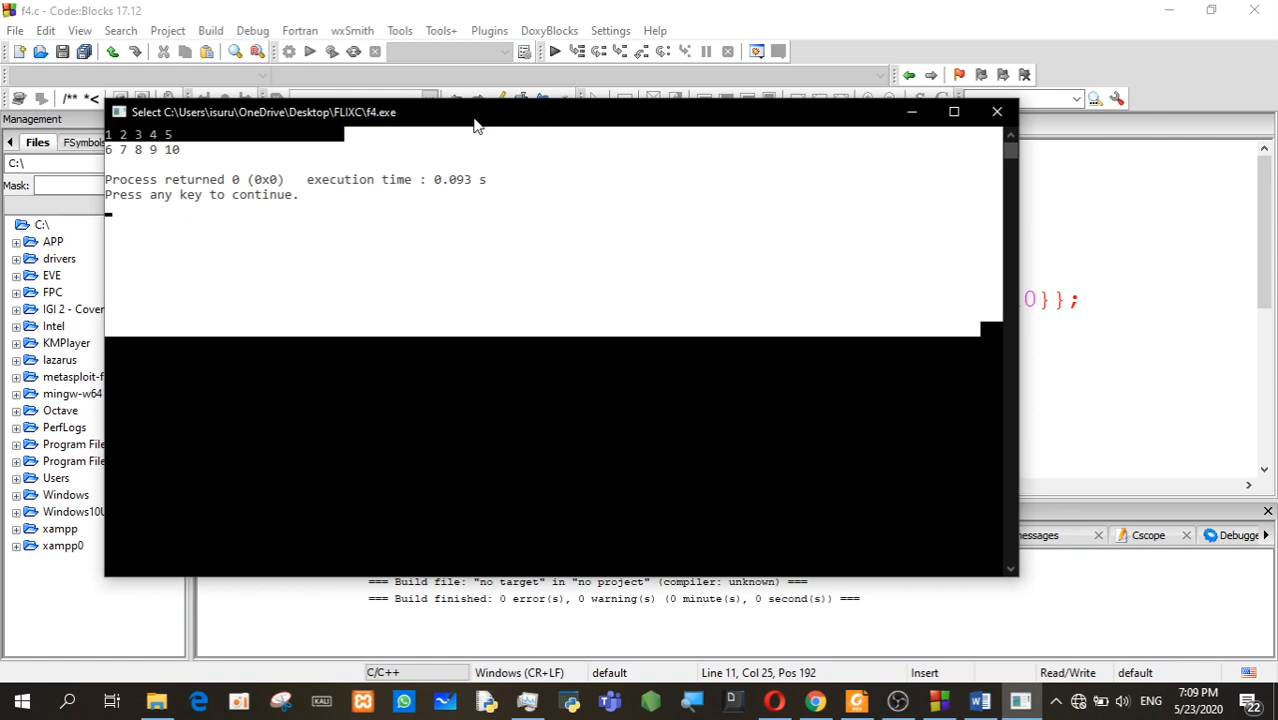 f4.c - Code::Blocks 17.12
File Edit View Search Project Build Debug Fortran wxSmith Tools Tools+ Plugins DoxyBlocks Settings Help
/** *<
Management
Select C:\Users\isuru\OneDrive\Desktop\FLIXC\f4.exe
1 2 3 4 5
6 7 8 9 10
Process returned 0 (0x0) execution time : 0.093 s
Press any key to continue.
Files FSymbols
C:\
Mask:
C:\
APP
drivers
EVE
FPC
IGI 2 - Cover
Intel
KMPlayer
lazarus
metasploit-f
mingw-w64
Octave
PerfLogs
Program File
Program File
Users
Windows
Windows10U
xampp
xampp0
0}};
essages Cscope Debugge
=== Build file: "no target" in "no project" (compiler: unknown) ===
=== Build finished: 0 error(s), 0 warning(s) (0 minute(s), 0 second(s)) ===
C/C++ Windows (CR+LF) default Line 11, Col 25, Pos 192 Insert Read/Write default
KALI
ENG
7:09 PM
5/23/2020
22